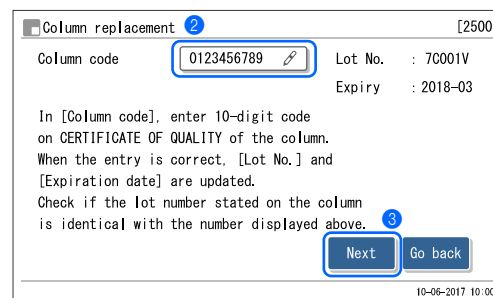 Column replacement 2 [2500
Column code 0123456789 Lot No. : 7C001V
Expiry : 2018-03
In [Column code], enter 10-digit code
on CERTIFICATE OF QUALITY of the column.
When the entry is correct, [Lot No.] and
[Expiration date] are updated.
Check if the lot number stated on the column
is identical with the number displayed above.
3
Next Go back
10-06-2017 10:00